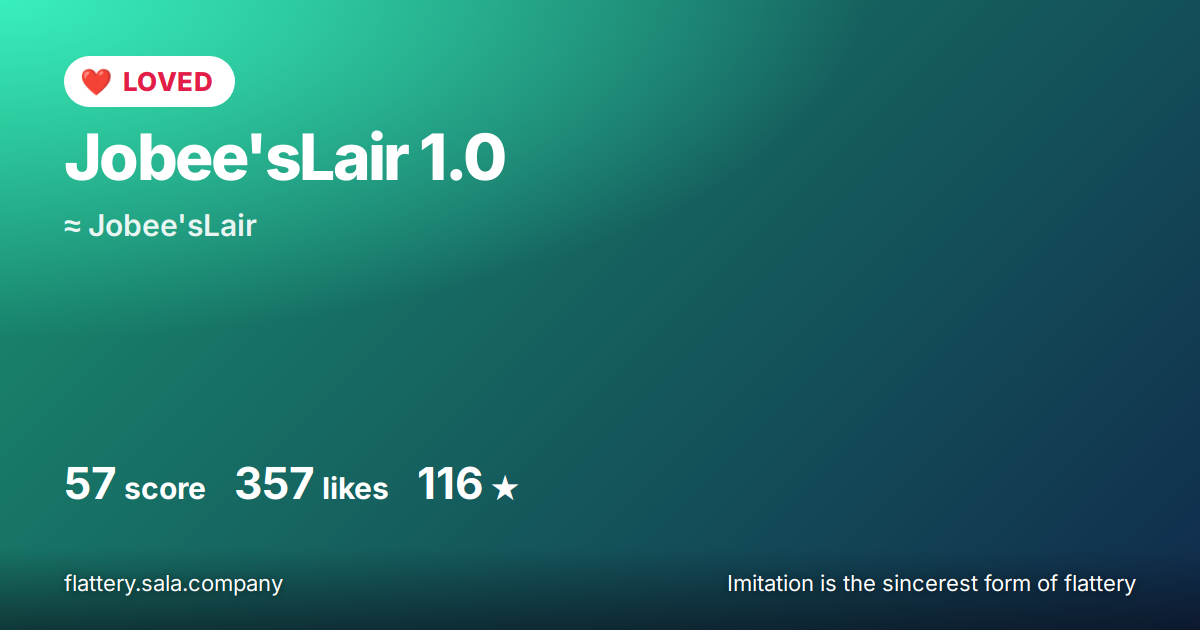 ❤️ LOVED
Jobee'sLair 1.0
≈ Jobee'sLair
57 score 357 likes 116 ★
flattery.sala.company
Imitation is the sincerest form of flattery